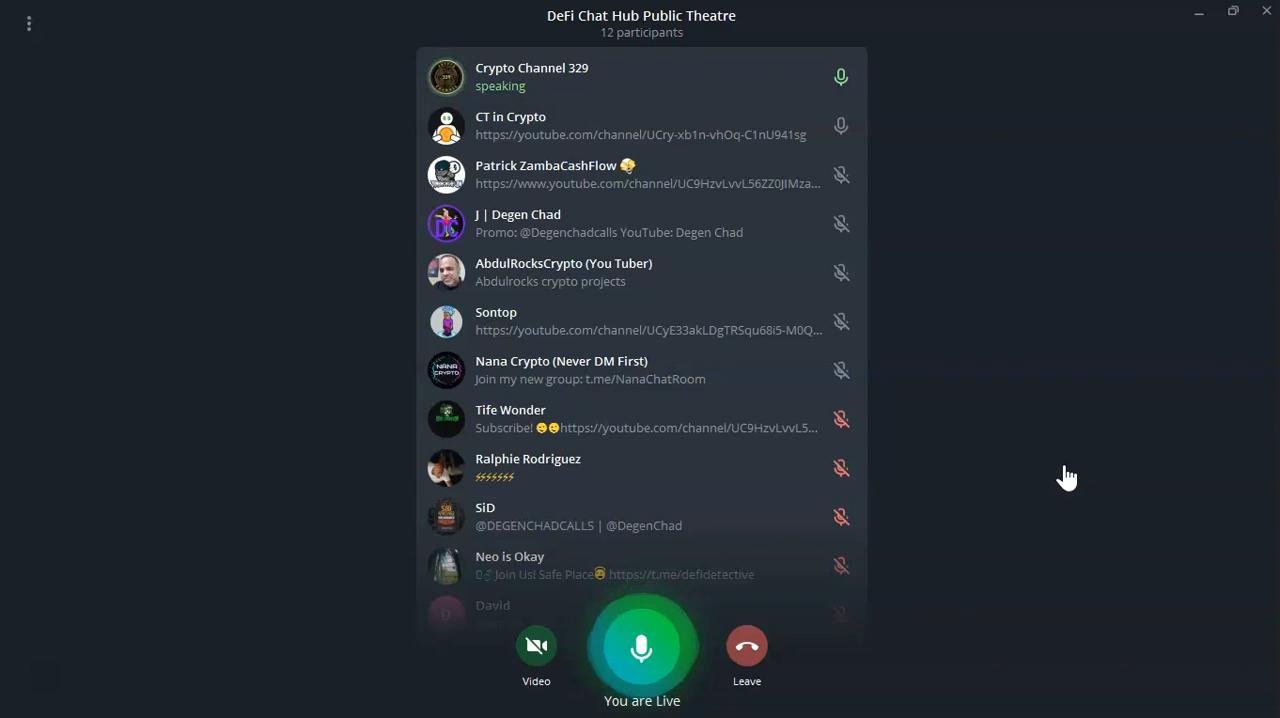 DeFi Chat Hub Public Theatre
12 participants
Crypto Channel 329
speaking
CT in Crypto
https://youtube.com/channel/UCry-xb1n-vhOq-C1nU941sg
Patrick ZambaCashFlow
https://www.youtube.com/channel/UC9HzvLvvL56ZZ0JIMza...
J | Degen Chad
Promo: @Degenchadcalls YouTube: Degen Chad
AbdulRocksCrypto (You Tuber)
Abdulrocks crypto projects
Sontop
https://youtube.com/channel/UCyE33akLDgTRSqu68i5-M0Q...
Nana Crypto (Never DM First)
Join my new group: t.me/NanaChatRoom
NANA
CRYPTO
Tife Wonder
Subscribe! 🙂🙂https://youtube.com/channel/UC9HzvLvvL5...
Ralphie Rodriguez
⚡⚡⚡⚡⚡⚡⚡
SiD
@DEGENCHADCALLS | @DegenChad
Neo is Okay
Join Us! Safe Place https://t.me/defidetective
David
D
Video
Leave
You are Live